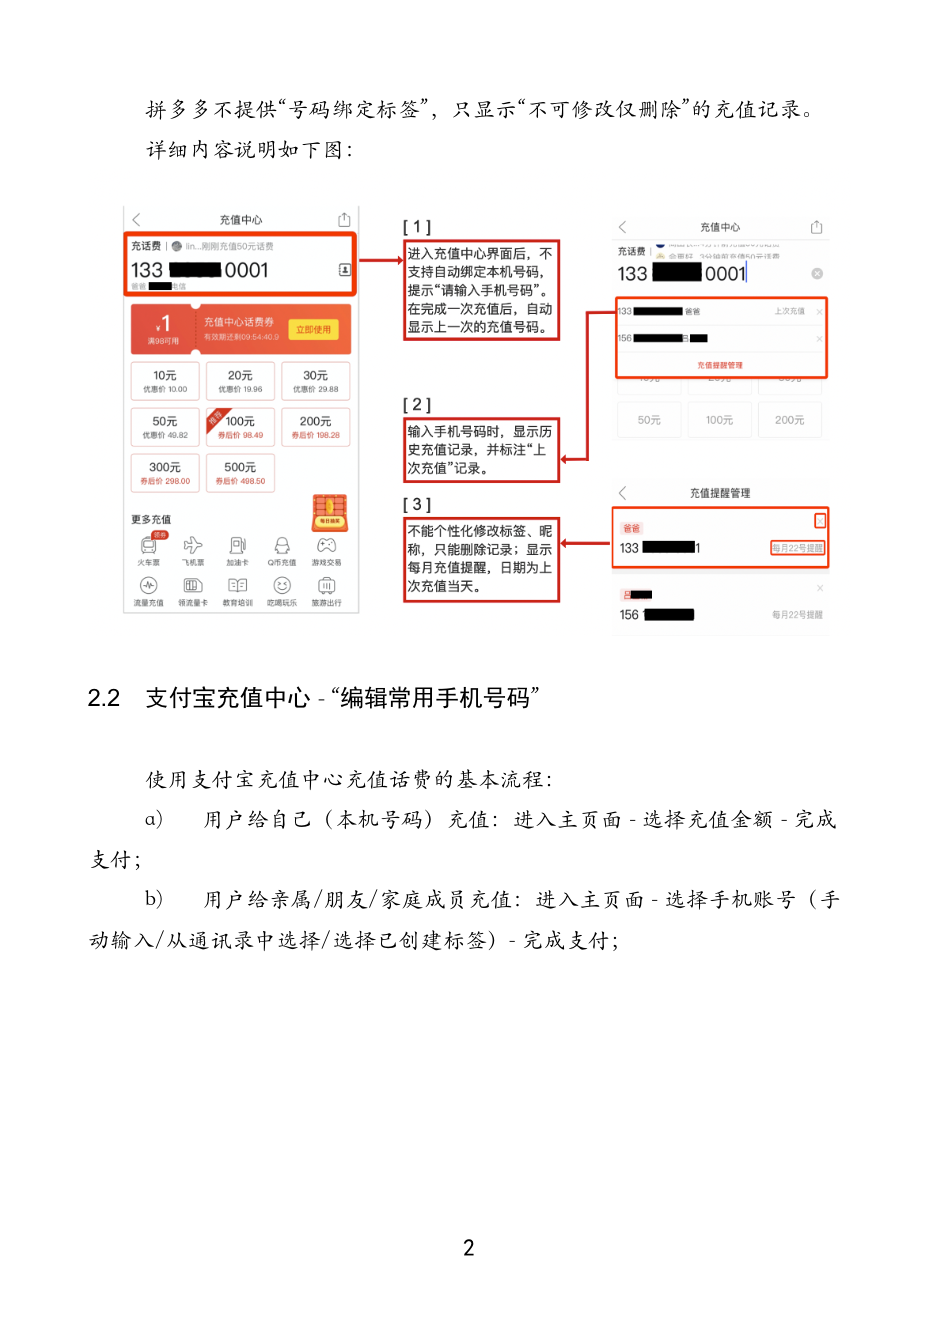 拼多多不提供“号码绑定标签”，只显示“不可修改仅删除”的充值记录。
详细内容说明如下图：
充值中心
充话费 | lin...刚刚充值50元话费
133 0001
爸爸 电信
¥1
满98可用
充值中心话费券
有效期还剩09:54:40.9
立即使用
10元
优惠价 10.00
20元
优惠价 19.96
30元
优惠价 29.88
50元
优惠价 49.82
推荐
100元
券后价 98.49
200元
券后价 198.28
300元
券后价 298.00
500元
券后价 498.50
更多充值
每日抽奖
领券
火车票 飞机票 加油卡 Q币充值 游戏交易
流量充值 领流量卡 教育培训 吃喝玩乐 旅游出行
[ 1 ]
进入充值中心界面后，不
支持自动绑定本机号码，
提示“请输入手机号码”。
在完成一次充值后，自动
显示上一次的充值号码。
[ 2 ]
输入手机号码时，显示历
史充值记录，并标注“上
次充值”记录。
[ 3 ]
不能个性化修改标签、昵
称，只能删除记录；显示
每月充值提醒，日期为上
次充值当天。
充值中心
充话费
133 0001
133 爸爸 上次充值
156
充值提醒管理
50元 100元 200元
充值提醒管理
爸爸
133 1
每月22号提醒
156
每月22号提醒
2.2 支付宝充值中心 - “编辑常用手机号码”
使用支付宝充值中心充值话费的基本流程：
a) 用户给自己（本机号码）充值：进入主页面 - 选择充值金额 - 完成
支付；
b) 用户给亲属/朋友/家庭成员充值：进入主页面 - 选择手机账号（手
动输入/从通讯录中选择/选择已创建标签）- 完成支付；
2